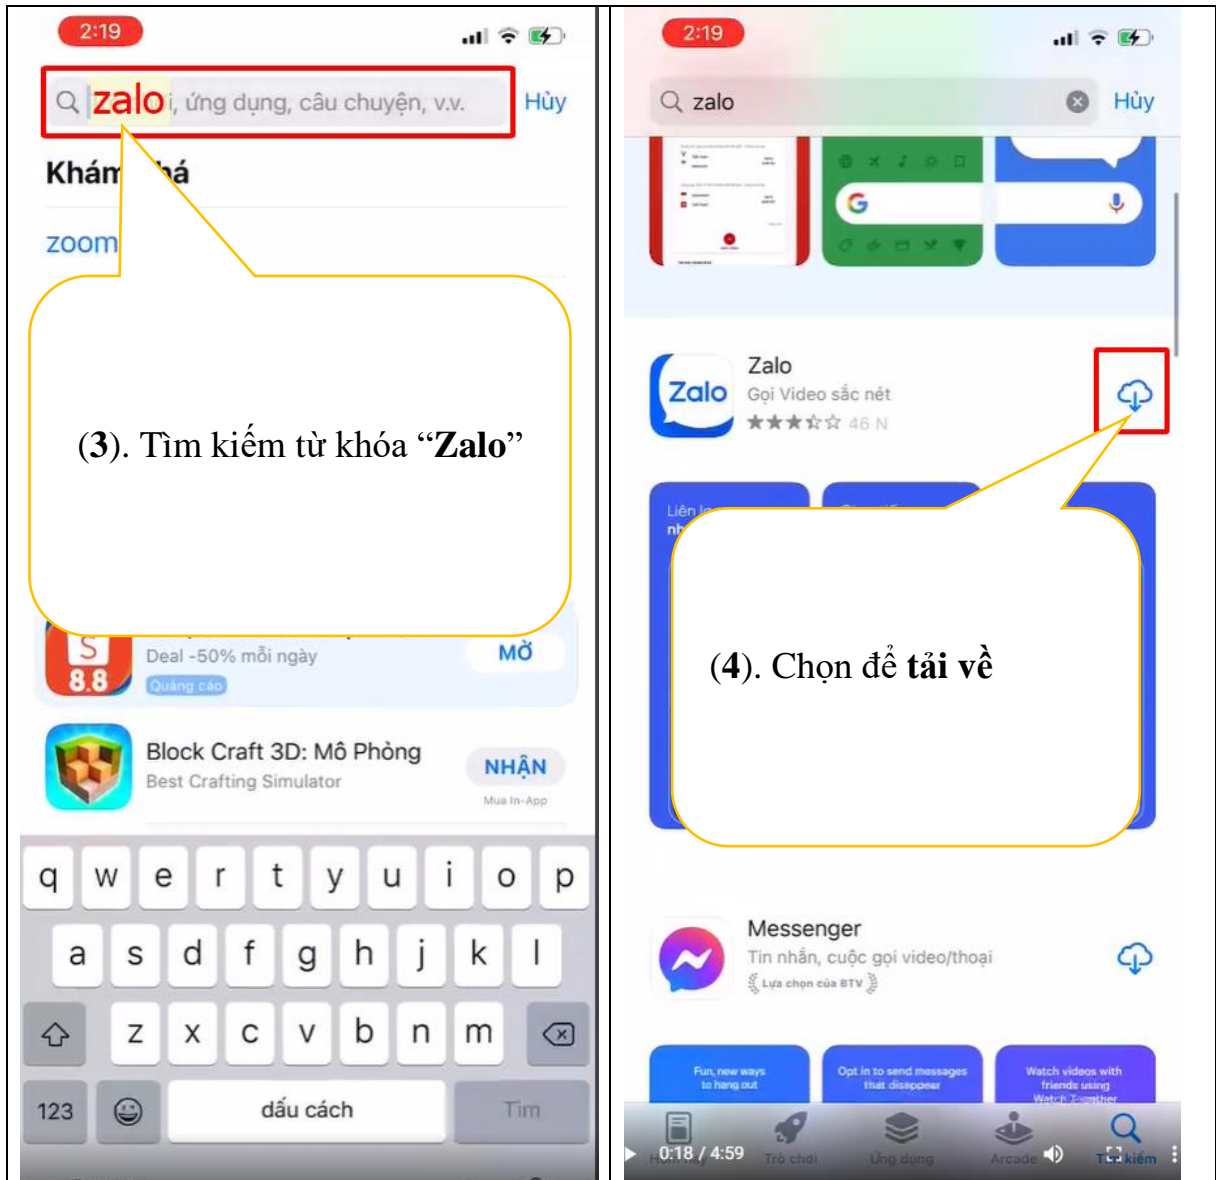 2:19
zalo i, ứng dụng, câu chuyện, v.v.
Hủy
Khám há
zoom
(3). Tìm kiếm từ khóa “Zalo”
S
8.8
Deal -50% mỗi ngày
Quảng cáo
MỞ
Block Craft 3D: Mô Phỏng
Best Crafting Simulator
NHẬN
Mua In-App
q w e r t y u i o p
a s d f g h j k l
z x c v b n m
123
dấu cách
Tìm
2:19
zalo
Hủy
G
Zalo
Zalo
Gọi Video sắc nét
46 N
Liên
(4). Chọn để tải về
Messenger
Tin nhắn, cuộc gọi video/thoại
Lựa chọn của BTV
Fun, new ways
to hang out
Opt in to send messages
that disappear
Watch videos with
friends using
Watch Together
0:18 / 4:59
Trò chơi
Ứng dụng
Arcade
Tìm kiếm